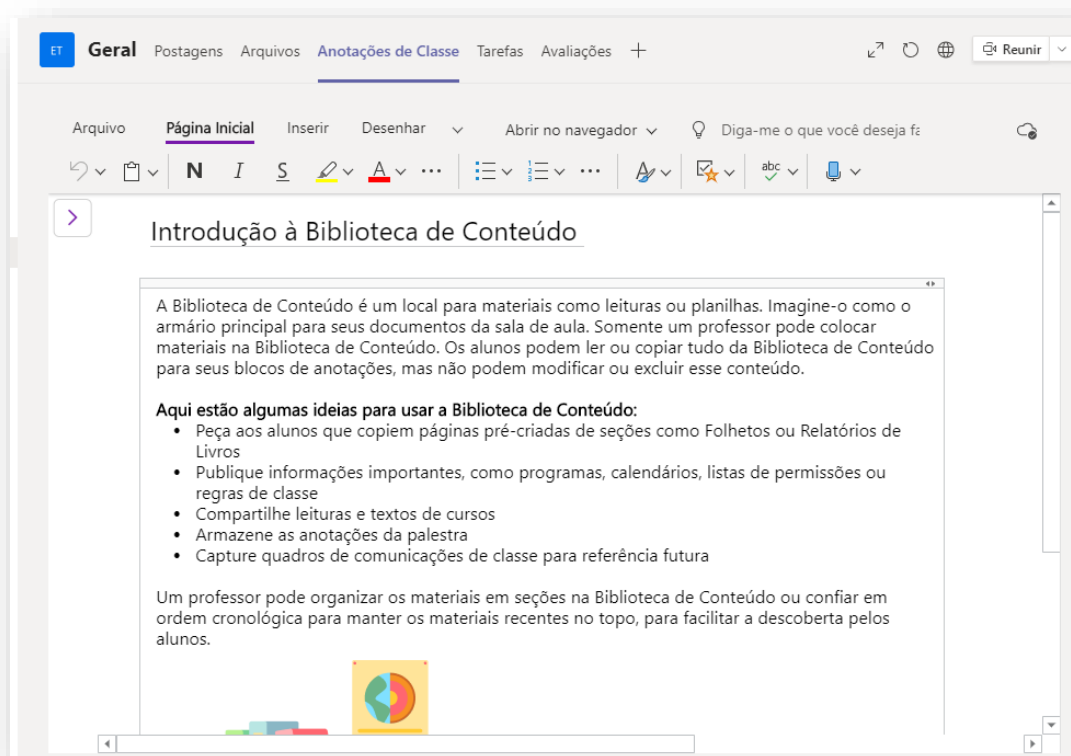 ET Geral Postagens Arquivos Anotações de Classe Tarefas Avaliações Reunir
Arquivo Página Inicial Inserir Desenhar Abrir no navegador Diga-me o que você deseja fa
N I S A abc
Introdução à Biblioteca de Conteúdo
A Biblioteca de Conteúdo é um local para materiais como leituras ou planilhas. Imagine-o como o
armário principal para seus documentos da sala de aula. Somente um professor pode colocar
materiais na Biblioteca de Conteúdo. Os alunos podem ler ou copiar tudo da Biblioteca de Conteúdo
para seus blocos de anotações, mas não podem modificar ou excluir esse conteúdo.
Aqui estão algumas ideias para usar a Biblioteca de Conteúdo:
• Peça aos alunos que copiem páginas pré-criadas de seções como Folhetos ou Relatórios de
Livros
• Publique informações importantes, como programas, calendários, listas de permissões ou
regras de classe
• Compartilhe leituras e textos de cursos
• Armazene as anotações da palestra
• Capture quadros de comunicações de classe para referência futura
Um professor pode organizar os materiais em seções na Biblioteca de Conteúdo ou confiar em
ordem cronológica para manter os materiais recentes no topo, para facilitar a descoberta pelos
alunos.